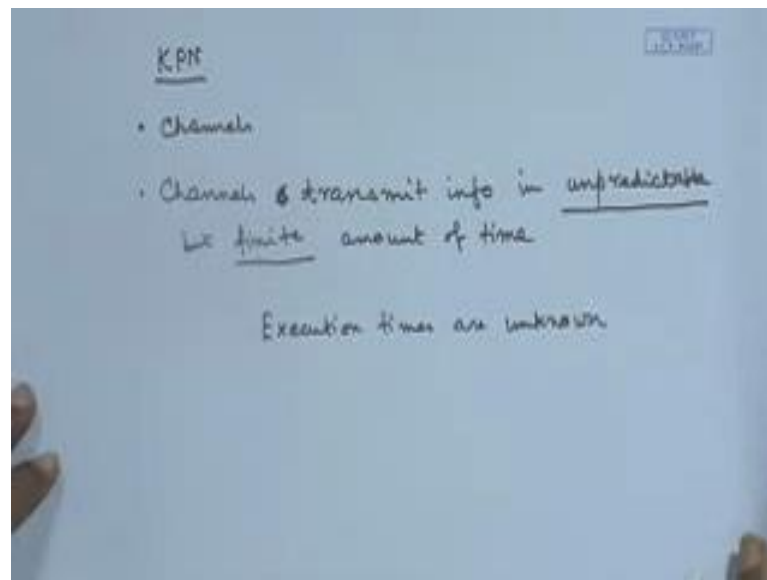 KPN
• Channels
• Channels transmit info in unpredictable
but finite amount of time
Execution times are unknown